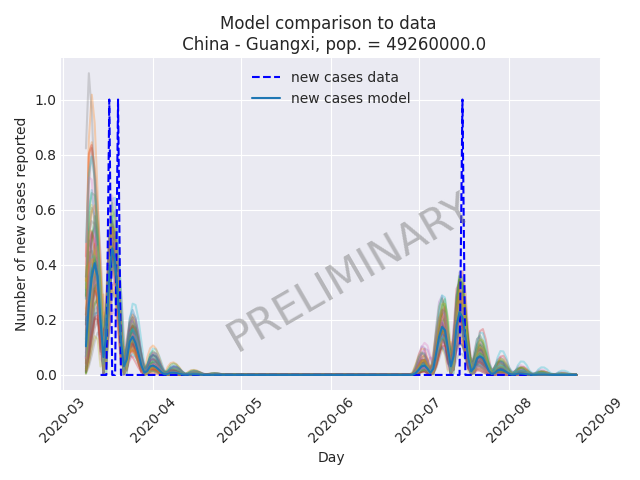 Model comparison to data
China - Guangxi, pop. = 49260000.0
new cases data
new cases model
1.0
0.8
0.6
0.4
0.2
0.0
Number of new cases reported
PRELIMINARY
2020-03
2020-04
2020-05
2020-06
2020-07
2020-08
2020-09
Day